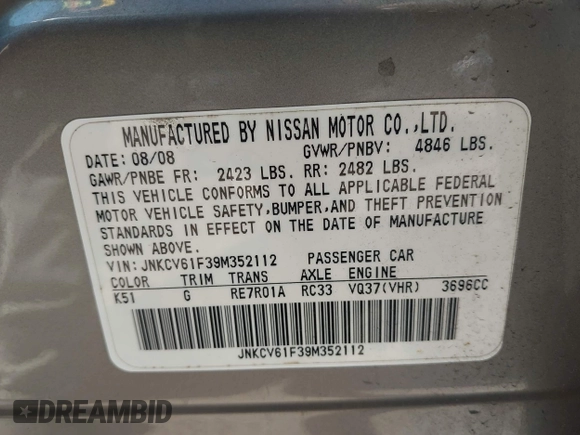 MANUFACTURED BY NISSAN MOTOR CO.,LTD.
DATE: 08/08 GVWR/PNBV: 4846 LBS.
GAWR/PNBE FR: 2423 LBS. RR: 2482 LBS.
THIS VEHICLE CONFORMS TO ALL APPLICABLE FEDERAL
MOTOR VEHICLE SAFETY,BUMPER,AND THEFT PREVENTION
STANDARDS IN EFFECT ON THE DATE OF MANUFACTURE
SHOWN ABOVE.
VIN: JNKCV61F39M352112 PASSENGER CAR
COLOR TRIM TRANS AXLE ENGINE
K51 G RE7R01A RC33 VQ37(VHR) 3696CC
JNKCV61F39M352112
DREAMBID